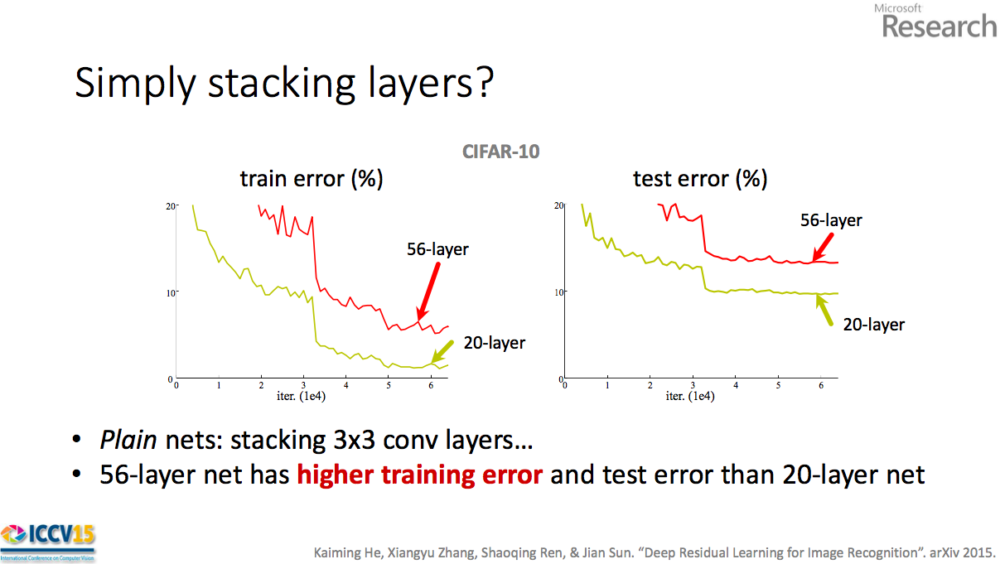 Microsoft
Research
Simply stacking layers?
CIFAR-10
train error (%)
20
10
0
0 1 2 3 4 5 6
iter. (1e4)
56-layer
20-layer
test error (%)
20
10
0
0 1 2 3 4 5 6
iter. (1e4)
56-layer
20-layer
• Plain nets: stacking 3x3 conv layers…
• 56-layer net has higher training error and test error than 20-layer net
ICCV15
International Conference on Computer Vision
Kaiming He, Xiangyu Zhang, Shaoqing Ren, & Jian Sun. “Deep Residual Learning for Image Recognition”. arXiv 2015.